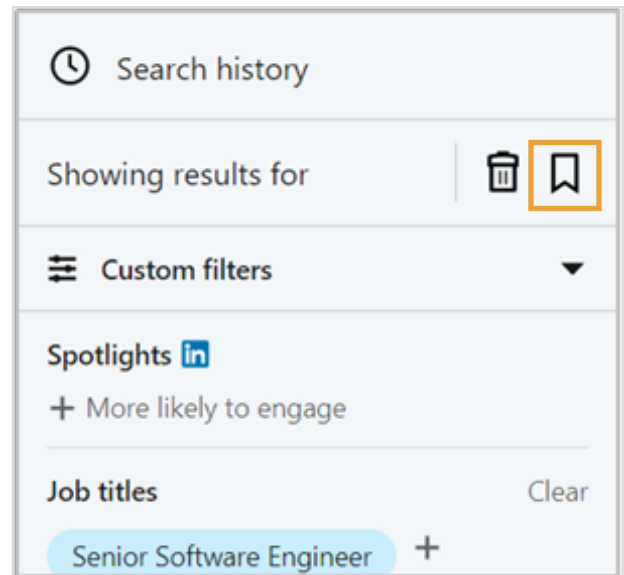 Search history
Showing results for
Custom filters
Spotlights in
+ More likely to engage
Job titles Clear
Senior Software Engineer +